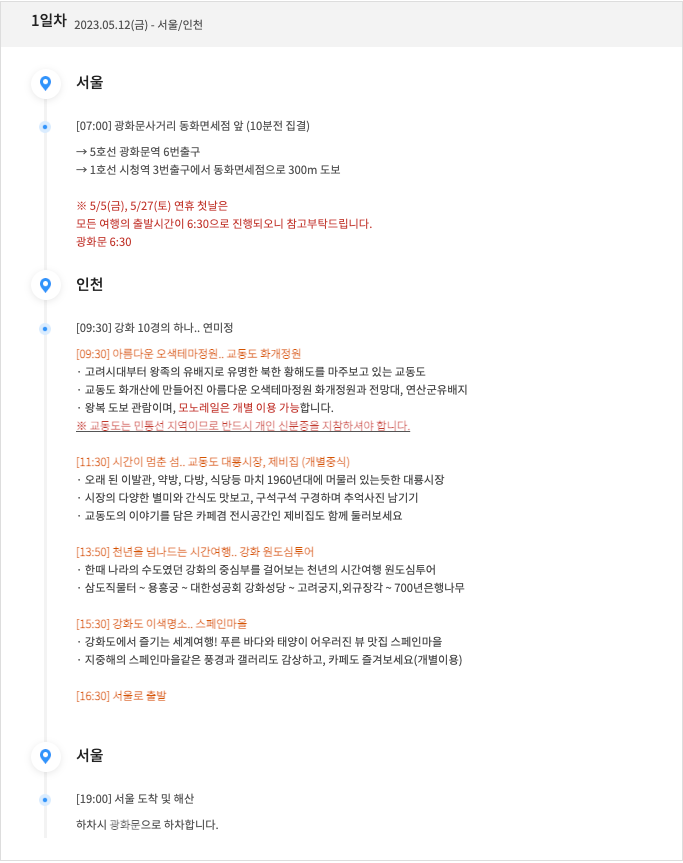 1일차 2023.05.12(금) - 서울/인천
서울
[07:00] 광화문사거리 동화면세점 앞 (10분전 집결)
→ 5호선 광화문역 6번출구
→ 1호선 시청역 3번출구에서 동화면세점으로 300m 도보
※ 5/5(금), 5/27(토) 연휴 첫날은
모든 여행의 출발시간이 6:30으로 진행되오니 참고부탁드립니다.
광화문 6:30
인천
[09:30] 강화 10경의 하나.. 연미정
[09:30] 아름다운 오색테마정원.. 교동도 화개정원
· 고려시대부터 왕족의 유배지로 유명한 북한 황해도를 마주보고 있는 교동도
· 교동도 화개산에 만들어진 아름다운 오색테마정원 화개정원과 전망대, 연산군유배지
· 왕복 도보 관람이며, 모노레일은 개별 이용 가능합니다.
※ 교동도는 민통선 지역이므로 반드시 개인 신분증을 지참하셔야 합니다.
[11:30] 시간이 멈춘 섬.. 교동도 대룡시장, 제비집 (개별중식)
· 오래 된 이발관, 약방, 다방, 식당등 마치 1960년대에 머물러 있는듯한 대룡시장
· 시장의 다양한 별미와 간식도 맛보고, 구석구석 구경하며 추억사진 남기기
· 교동도의 이야기를 담은 카페겸 전시공간인 제비집도 함께 둘러보세요
[13:50] 천년을 넘나드는 시간여행.. 강화 원도심투어
· 한때 나라의 수도였던 강화의 중심부를 걸어보는 천년의 시간여행 원도심투어
· 삼도직물터 ~ 용흥궁 ~ 대한성공회 강화성당 ~ 고려궁지,외규장각 ~ 700년은행나무
[15:30] 강화도 이색명소.. 스페인마을
· 강화도에서 즐기는 세계여행! 푸른 바다와 태양이 어우러진 뷰 맛집 스페인마을
· 지중해의 스페인마을같은 풍경과 갤러리도 감상하고, 카페도 즐겨보세요(개별이용)
[16:30] 서울로 출발
서울
[19:00] 서울 도착 및 해산
하차시 광화문으로 하차합니다.